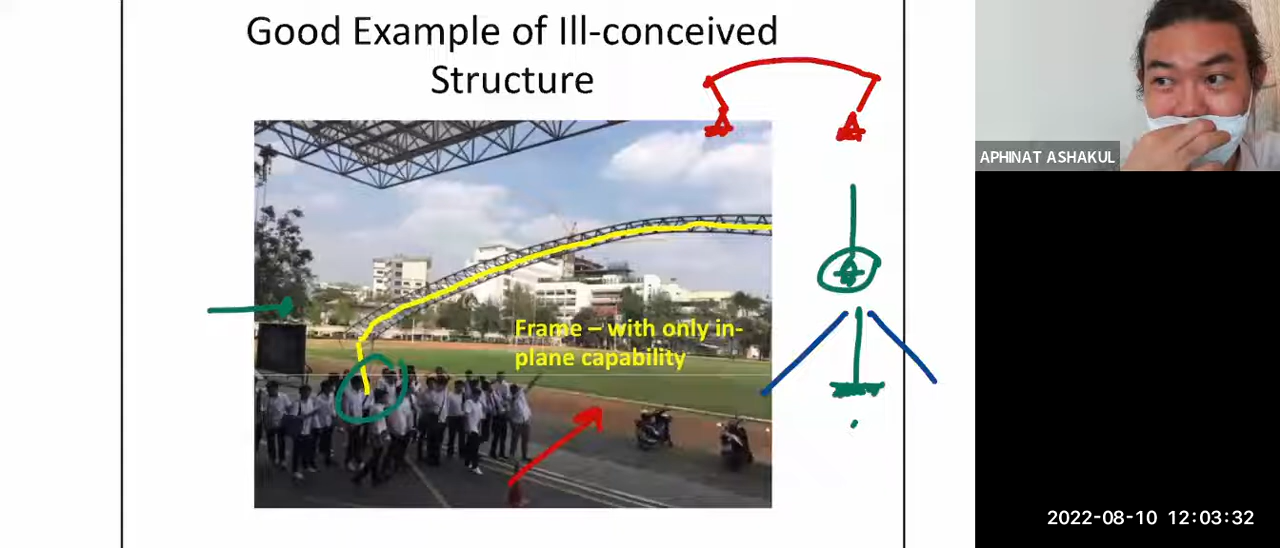 Good Example of Ill-conceived
Structure
Frame – with only in-
plane capability
APHINAT ASHAKUL
2022-08-10 12:03:32